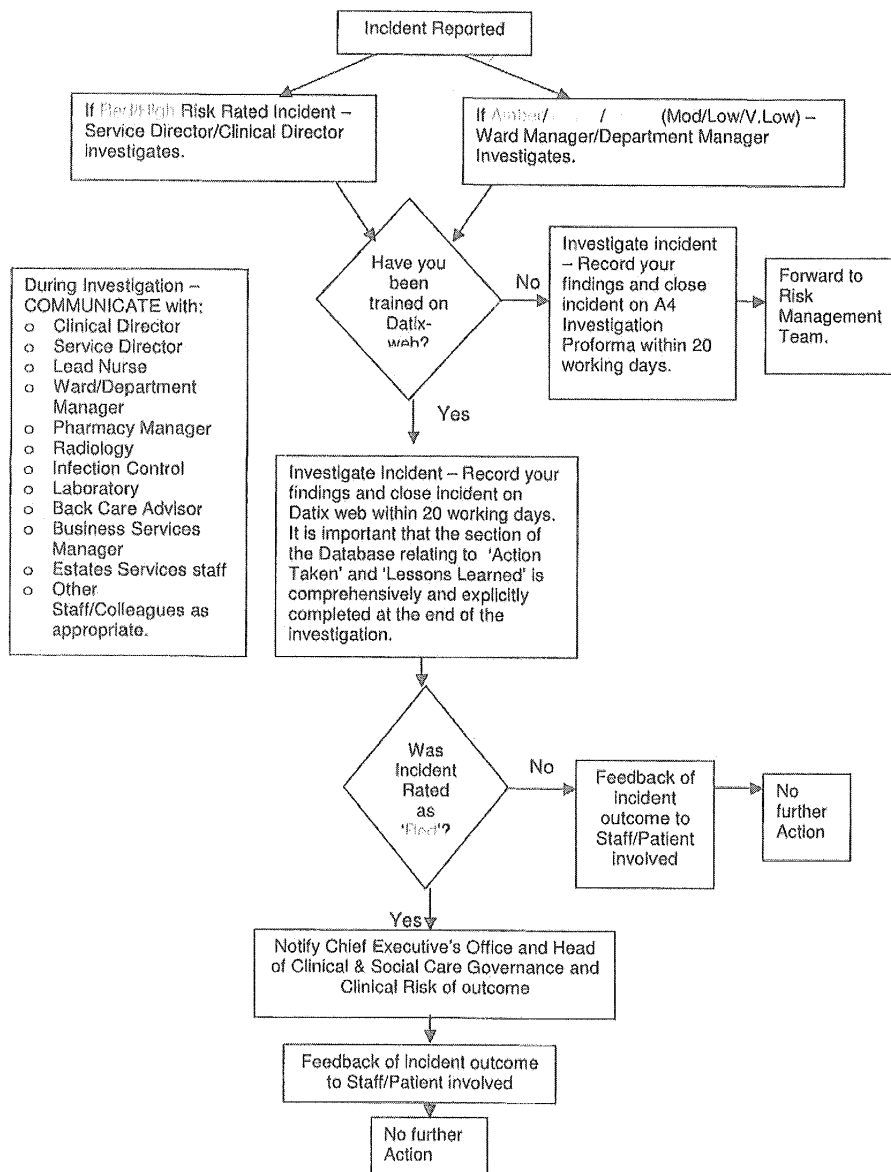 Incident Reported
If Red/High Risk Rated Incident –
Service Director/Clinical Director
investigates.
If Amber/ / (Mod/Low/V.Low) –
Ward Manager/Department Manager
Investigates.
Have you
been
trained on
Datix-
web?
No
Investigate incident
– Record your
findings and close
incident on A4
Investigation
Proforma within 20
working days.
Forward to
Risk
Management
Team.
During Investigation –
COMMUNICATE with:
o Clinical Director
o Service Director
o Lead Nurse
o Ward/Department
Manager
o Pharmacy Manager
o Radiology
o Infection Control
o Laboratory
o Back Care Advisor
o Business Services
Manager
o Estates Services staff
o Other
Staff/Colleagues as
appropriate.
Yes
Investigate Incident – Record your
findings and close incident on
Datix web within 20 working days.
It is important that the section of
the Database relating to 'Action
Taken' and 'Lessons Learned' is
comprehensively and explicitly
completed at the end of the
investigation.
Was
Incident
Rated
as
'Red'?
No
Feedback of
incident
outcome to
Staff/Patient
involved
No
further
Action
Yes
Notify Chief Executive's Office and Head
of Clinical & Social Care Governance and
Clinical Risk of outcome
Feedback of Incident outcome
to Staff/Patient involved
No further
Action